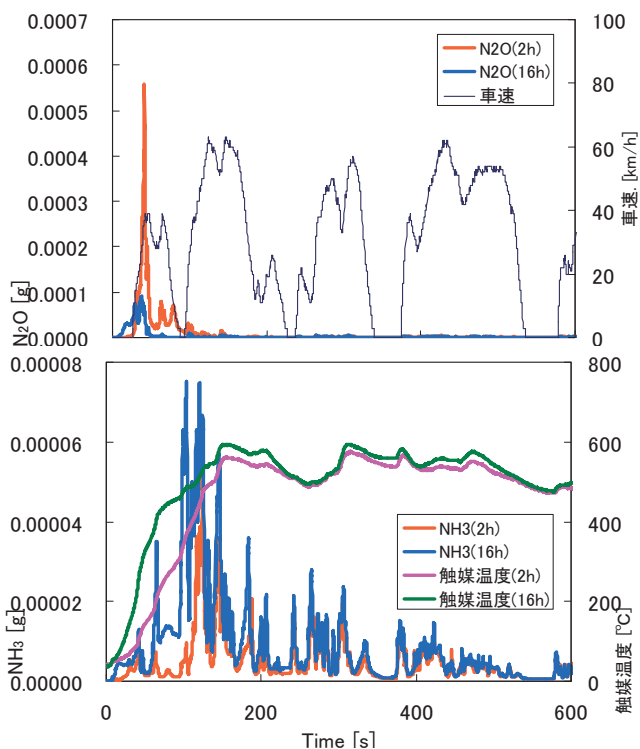 0.0007
0.0006
0.0005
0.0004
0.0003
0.0002
0.0001
0.0000
N₂O [g]
N2O(2h)
N2O(16h)
車速
100
80
60
40
20
0
車速. [km/h]
0.00008
0.00006
0.00004
0.00002
0.00000
NH₃ [g]
NH3(2h)
NH3(16h)
触媒温度(2h)
触媒温度(16h)
800
600
400
200
0
触媒温度 [℃]
0 200 400 600
Time [s]